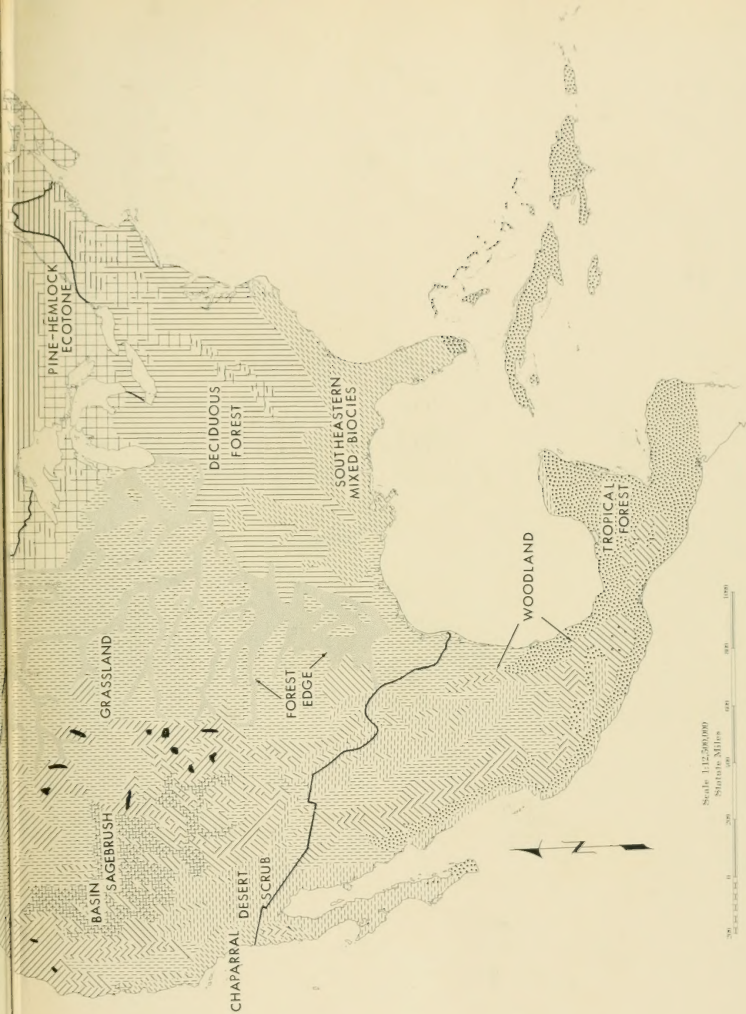 PINE-HEMLOCK
ECOTONE
DECIDUOUS
FOREST
SOUTHEASTERN
MIXED BIOCIES
GRASSLAND
FOREST
EDGE
BASIN
SAGEBRUSH
DESERT
SCRUB
CHAPARRAL
WOODLAND
TROPICAL
FOREST
N
Scale 1:12,500,000
Statute Miles